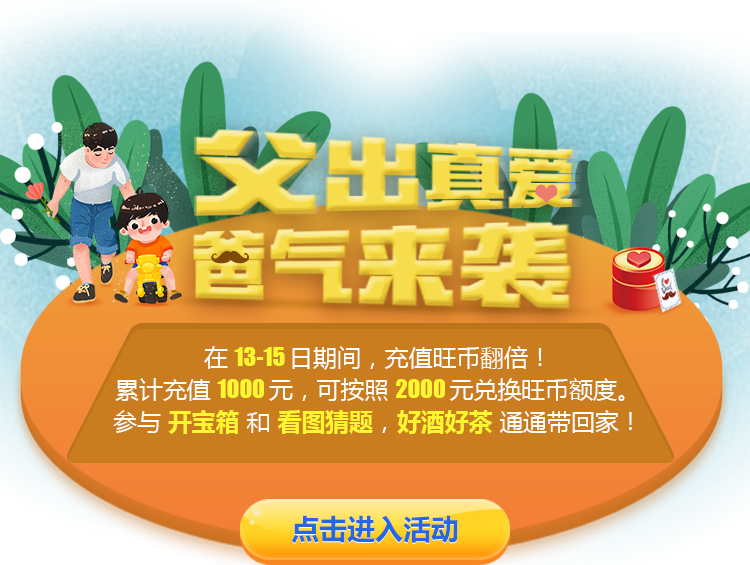 父出真爱
爸气来袭
在 13-15 日期间，充值旺币翻倍！
累计充值 1000 元，可按照 2000 元兑换旺币额度。
参与 开宝箱 和 看图猜题，好酒好茶 通通带回家！
点击进入活动